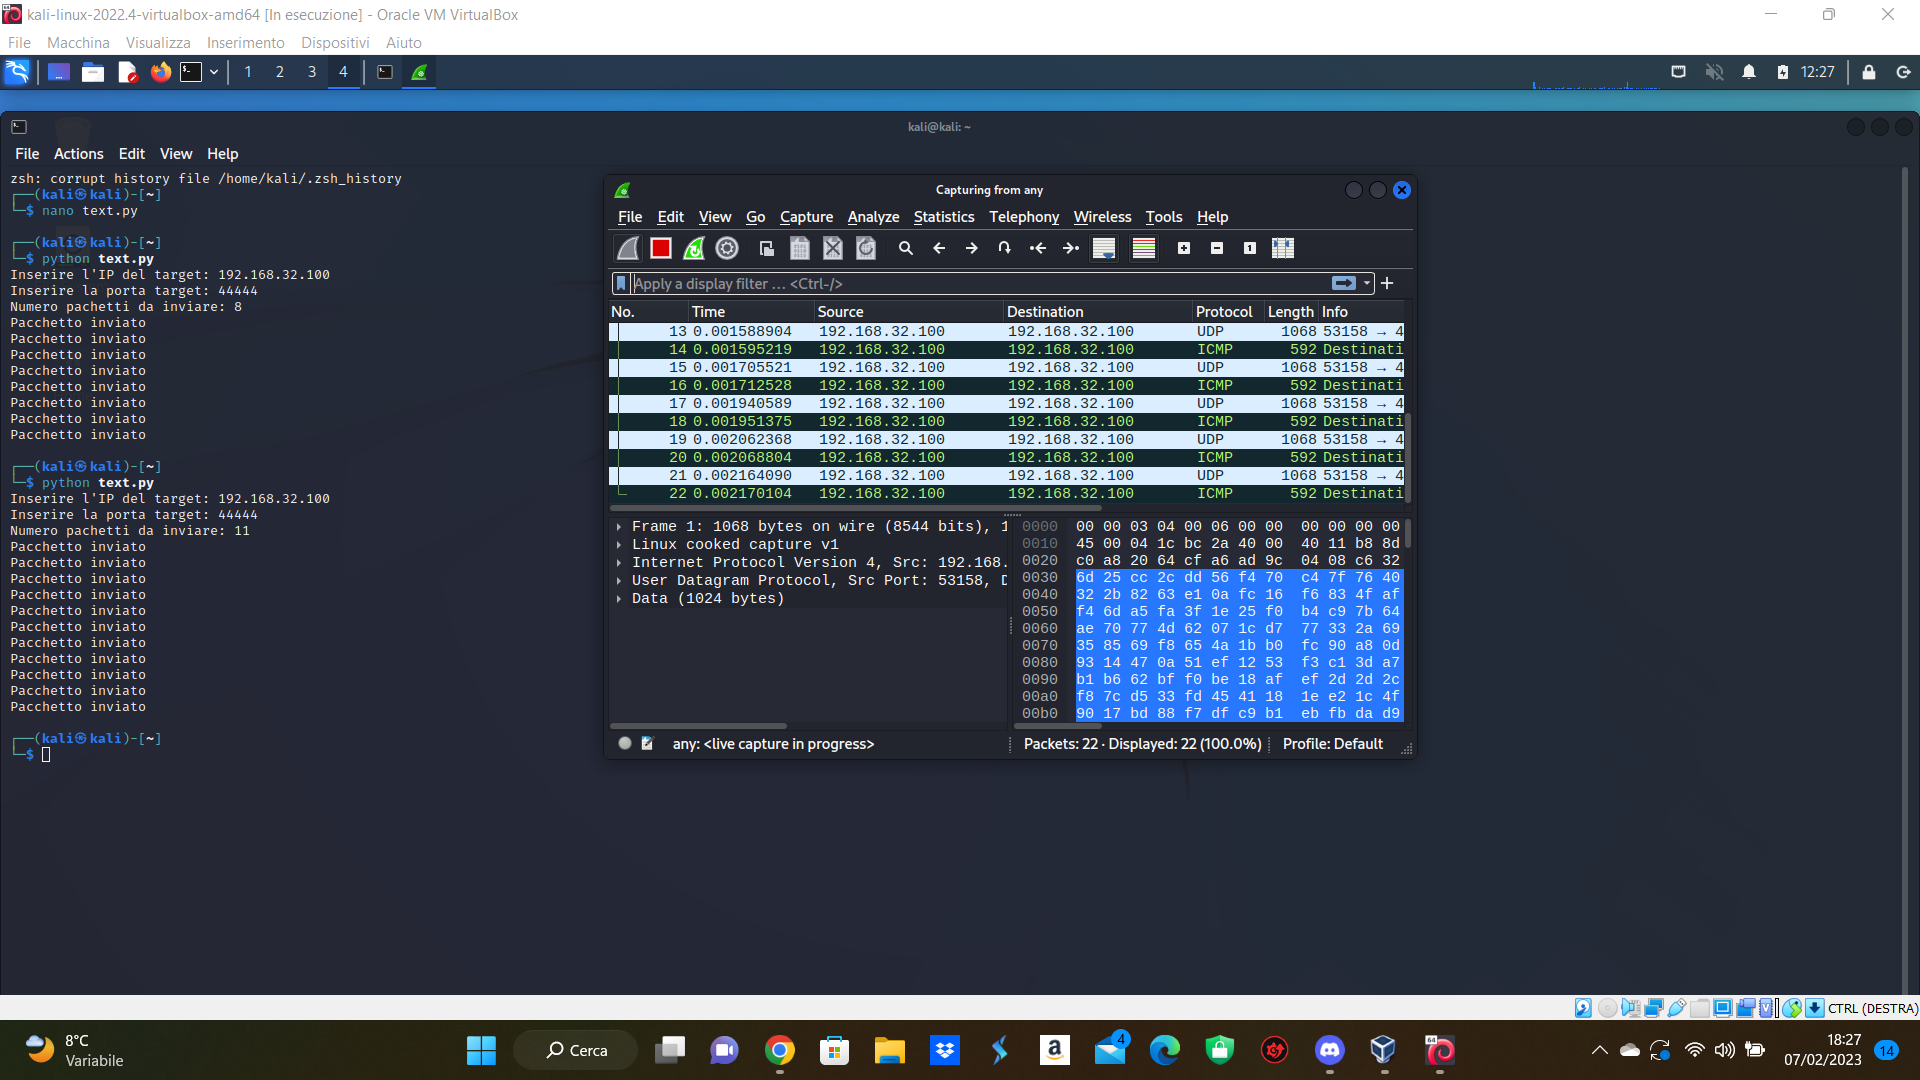 kali-linux-2022.4-virtualbox-amd64 [In esecuzione] - Oracle VM VirtualBox
File Macchina Visualizza Inserimento Dispositivi Aiuto
1 2 3 4 12:27
kali@kali: ~
File Actions Edit View Help
zsh: corrupt history file /home/kali/.zsh_history
┌──(kali㉿kali)-[~]
└─$ nano text.py
┌──(kali㉿kali)-[~]
└─$ python text.py
Inserire l'IP del target: 192.168.32.100
Inserire la porta target: 44444
Numero pachetti da inviare: 8
Pacchetto inviato
Pacchetto inviato
Pacchetto inviato
Pacchetto inviato
Pacchetto inviato
Pacchetto inviato
Pacchetto inviato
Pacchetto inviato
┌──(kali㉿kali)-[~]
└─$ python text.py
Inserire l'IP del target: 192.168.32.100
Inserire la porta target: 44444
Numero pachetti da inviare: 11
Pacchetto inviato
Pacchetto inviato
Pacchetto inviato
Pacchetto inviato
Pacchetto inviato
Pacchetto inviato
Pacchetto inviato
Pacchetto inviato
Pacchetto inviato
Pacchetto inviato
Pacchetto inviato
┌──(kali㉿kali)-[~]
└─$
Capturing from any
File Edit View Go Capture Analyze Statistics Telephony Wireless Tools Help
Apply a display filter ... <Ctrl-/>
No. Time Source Destination Protocol Length Info
13 0.001588904 192.168.32.100 192.168.32.100 UDP 1068 53158 → 4
14 0.001595219 192.168.32.100 192.168.32.100 ICMP 592 Destinati
15 0.001705521 192.168.32.100 192.168.32.100 UDP 1068 53158 → 4
16 0.001712528 192.168.32.100 192.168.32.100 ICMP 592 Destinati
17 0.001940589 192.168.32.100 192.168.32.100 UDP 1068 53158 → 4
18 0.001951375 192.168.32.100 192.168.32.100 ICMP 592 Destinati
19 0.002062368 192.168.32.100 192.168.32.100 UDP 1068 53158 → 4
20 0.002068804 192.168.32.100 192.168.32.100 ICMP 592 Destinati
21 0.002164090 192.168.32.100 192.168.32.100 UDP 1068 53158 → 4
22 0.002170104 192.168.32.100 192.168.32.100 ICMP 592 Destinati
Frame 1: 1068 bytes on wire (8544 bits), 1
Linux cooked capture v1
Internet Protocol Version 4, Src: 192.168.
User Datagram Protocol, Src Port: 53158, D
Data (1024 bytes)
0000 00 00 03 04 00 06 00 00 00 00 00 00
0010 45 00 04 1c bc 2a 40 00 40 11 b8 8d
0020 c0 a8 20 64 cf a6 ad 9c 04 08 c6 32
0030 6d 25 cc 2c dd 56 f4 70 c4 7f 76 40
0040 32 2b 82 63 e1 0a fc 16 f6 83 4f af
0050 f4 6d a5 fa 3f 1e 25 f0 b4 c9 7b 64
0060 ae 70 77 4d 62 07 1c d7 77 33 2a 69
0070 35 85 69 f8 65 4a 1b b0 fc 90 a8 0d
0080 93 14 47 0a 51 ef 12 53 f3 c1 3d a7
0090 b1 b6 62 bf f0 be 18 af ef 2d 2d 2c
00a0 f8 7c d5 33 fd 45 41 18 1e e2 1c 4f
00b0 90 17 bd 88 f7 df c9 b1 eb fb da d9
any: <live capture in progress> Packets: 22 · Displayed: 22 (100.0%) Profile: Default
CTRL (DESTRA)
8°C
Variabile
Cerca
4
18:27
07/02/2023
14